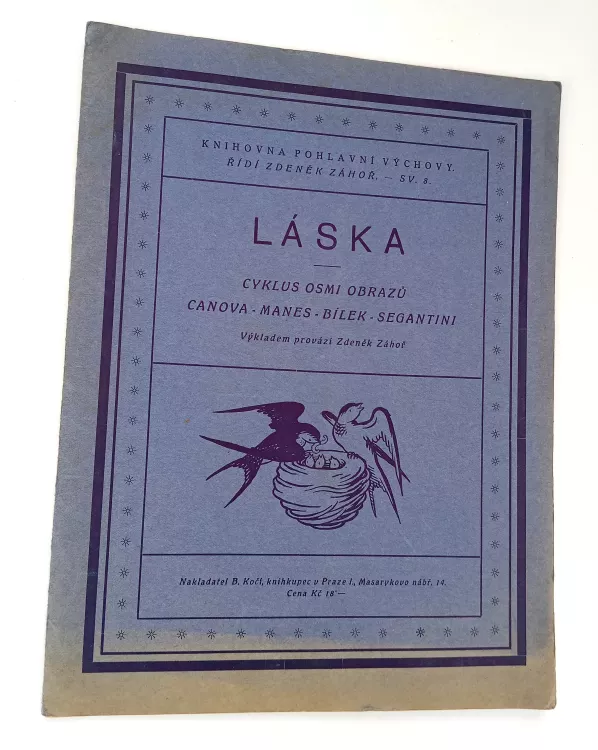 KNIHOVNA POHLAVNÍ VÝCHOVY.
ŘÍDÍ ZDENĚK ZÁHOŘ, — SV. 8.
LÁSKA
CYKLUS OSMI OBRAZŮ
CANOVA - MANES - BÍLEK - SEGANTINI
Výkladem provází Zdeněk Záhoř
Nakladatel B. Kočí, knihkupec v Praze I., Masarykovo nábř. 14.
Cena Kč 18·—